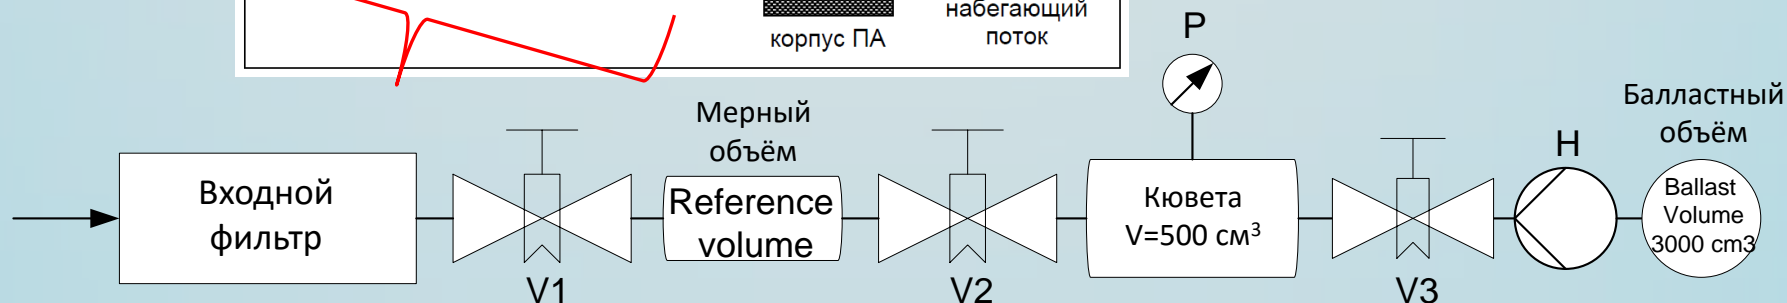 набегающий
поток
корпус ПА
P
Мерный
объём
Балластный
объём
H
Входной
фильтр
Reference
volume
Кювета
V=500 см³
Ballast
Volume
3000 cm3
V1
V2
V3